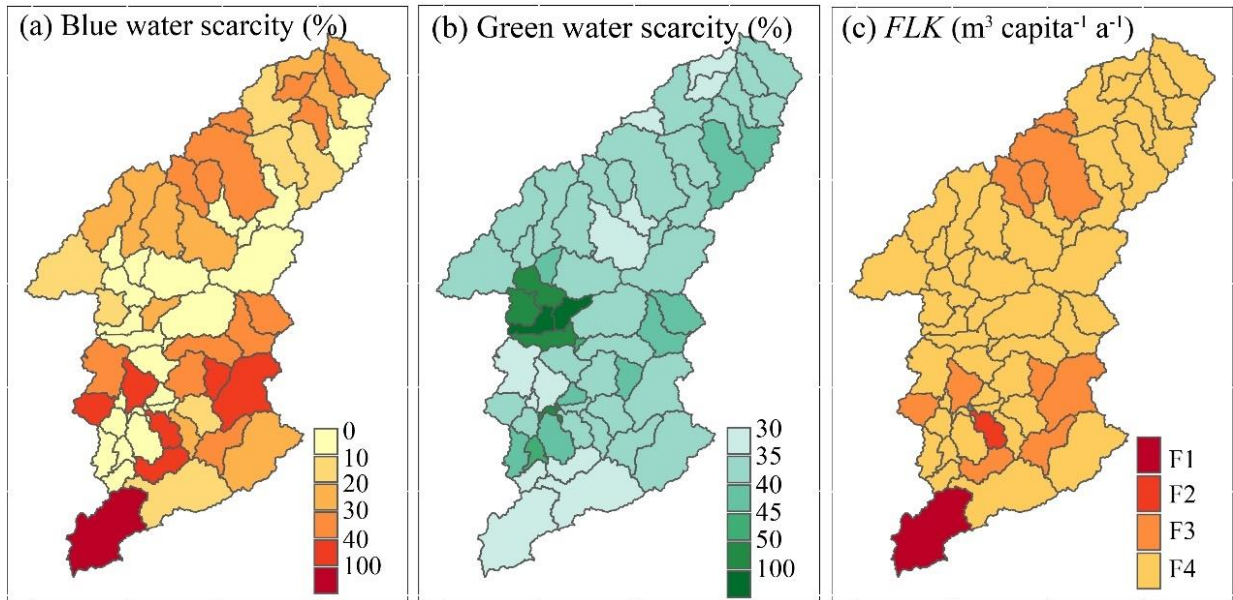 (a) Blue water scarcity (%)
0
10
20
30
40
100
(b) Green water scarcity (%)
30
35
40
45
50
100
(c) FLK (m³ capita⁻¹ a⁻¹)
F1
F2
F3
F4